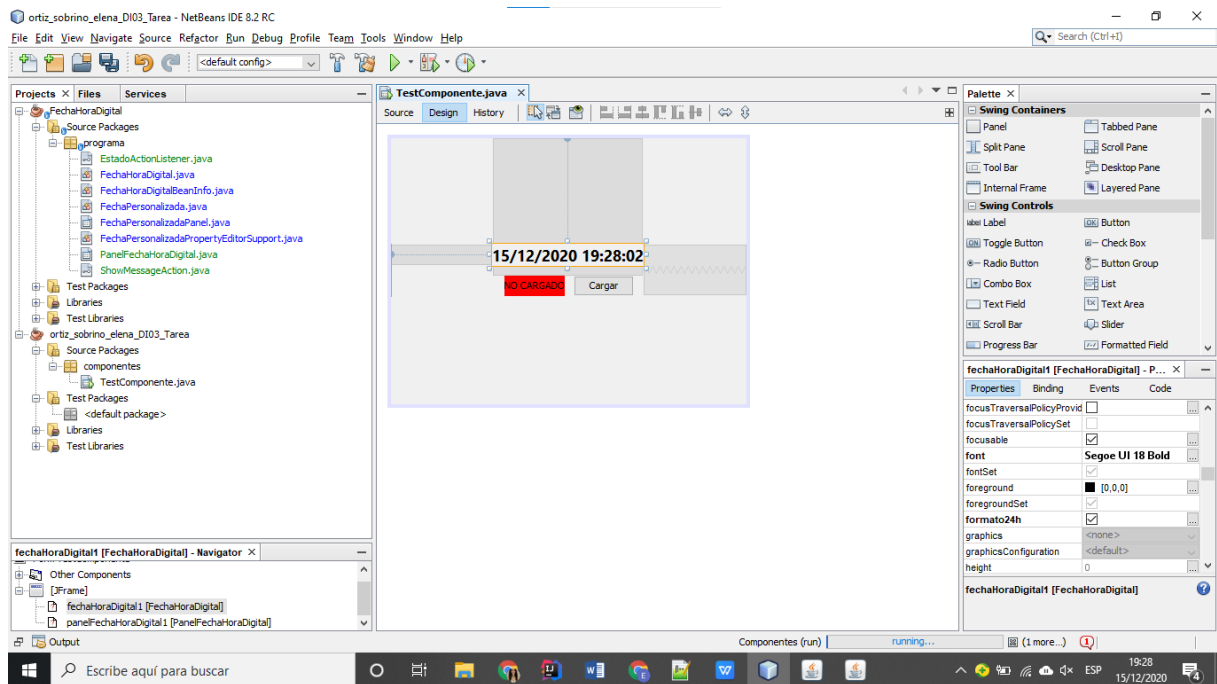 ortiz_sobrino_elena_DI03_Tarea - NetBeans IDE 8.2 RC
File Edit View Navigate Source Refactor Run Debug Profile Team Tools Window Help
Search (Ctrl+I)
<default config>
Projects Files Services
FechaHoraDigital
Source Packages
programa
EstadoActionListener.java
FechaHoraDigital.java
FechaHoraDigitalBeanInfo.java
FechaPersonalizada.java
FechaPersonalizadaPanel.java
FechaPersonalizadaPropertyEditorSupport.java
PanelFechaHoraDigital.java
ShowMessageAction.java
Test Packages
Libraries
Test Libraries
ortiz_sobrino_elena_DI03_Tarea
Source Packages
componentes
TestComponente.java
Test Packages
<default package>
Libraries
Test Libraries
fechaHoraDigital1 [FechaHoraDigital] - Navigator
Other Components
[JFrame]
fechaHoraDigital1 [FechaHoraDigital]
panelFechaHoraDigital1 [PanelFechaHoraDigital]
TestComponente.java
Source Design History
15/12/2020 19:28:02
NO CARGADO Cargar
Palette
Swing Containers
Panel Tabbed Pane
Split Pane Scroll Pane
Tool Bar Desktop Pane
Internal Frame Layered Pane
Swing Controls
label Label OK Button
ON Toggle Button Check Box
Radio Button Button Group
Combo Box List
Text Field Text Area
Scroll Bar Slider
Progress Bar Formatted Field
fechaHoraDigital1 [FechaHoraDigital] - P...
Properties Binding Events Code
focusTraversalPolicyProvid
focusTraversalPolicySet
focusable
font Segoe UI 18 Bold
fontSet
foreground [0,0,0]
foregroundSet
formato24h
graphics <none>
graphicsConfiguration <default>
height 0
fechaHoraDigital1 [FechaHoraDigital]
Output
Componentes (run) running... (1 more...) 1
Escribe aquí para buscar
ESP
19:28
15/12/2020
4